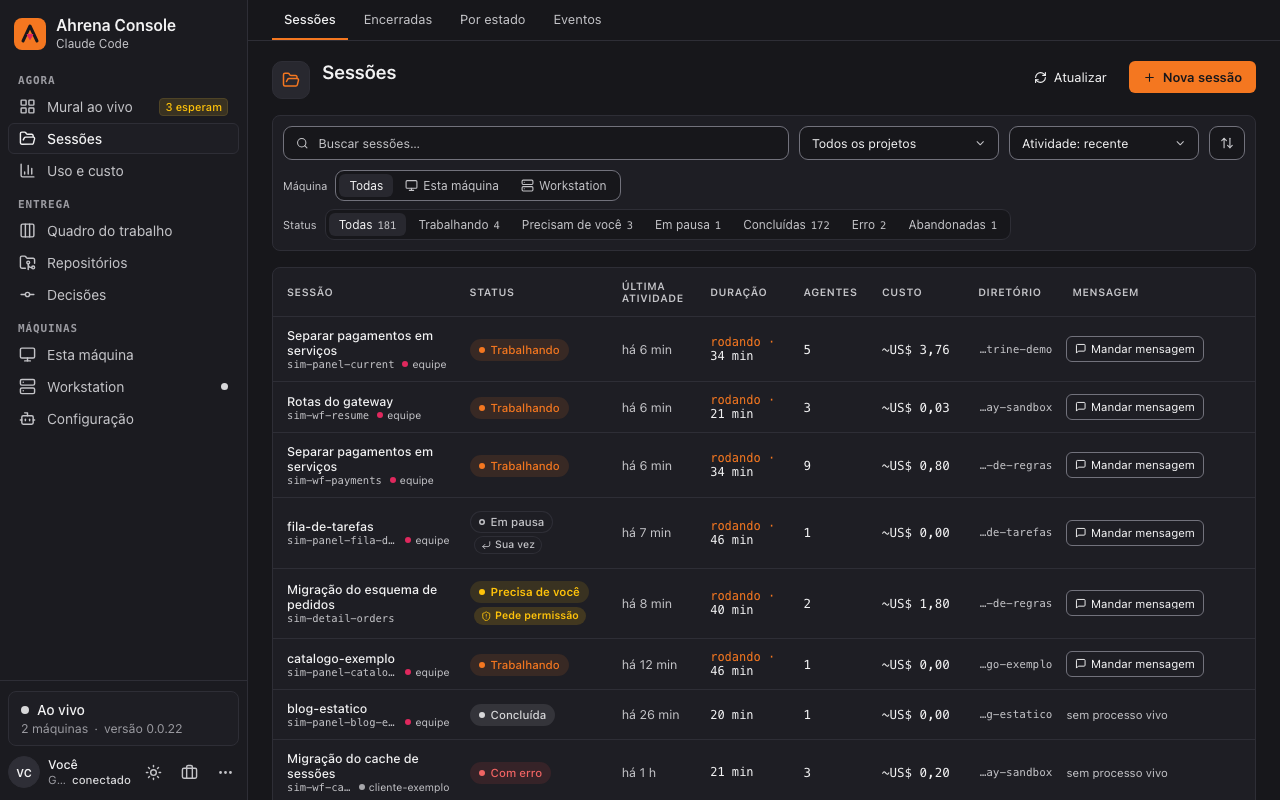 Ahrena Console
Claude Code
AGORA
Mural ao vivo
3 esperam
Sessões
Uso e custo
ENTREGA
Quadro do trabalho
Repositórios
Decisões
MÁQUINAS
Esta máquina
Workstation
Configuração
Ao vivo
2 máquinas · versão 0.0.22
VC
Você
G… conectado
Sessões Encerradas Por estado Eventos
Sessões
Atualizar
Nova sessão
Buscar sessões…
Todos os projetos
Atividade: recente
Máquina Todas Esta máquina Workstation
Status Todas 181 Trabalhando 4 Precisam de você 3 Em pausa 1 Concluídas 172 Erro 2 Abandonadas 1
SESSÃO STATUS ÚLTIMA ATIVIDADE DURAÇÃO AGENTES CUSTO DIRETÓRIO MENSAGEM
Separar pagamentos em
serviços
sim-panel-current equipe
Trabalhando
há 6 min
rodando ·
34 min
5
~US$ 3,76
…trine-demo
Mandar mensagem
Rotas do gateway
sim-wf-resume equipe
Trabalhando
há 6 min
rodando ·
21 min
3
~US$ 0,03
…ay-sandbox
Mandar mensagem
Separar pagamentos em
serviços
sim-wf-payments equipe
Trabalhando
há 6 min
rodando ·
34 min
9
~US$ 0,80
…-de-regras
Mandar mensagem
fila-de-tarefas
sim-panel-fila-d… equipe
Em pausa
Sua vez
há 7 min
rodando ·
46 min
1
~US$ 0,00
…de-tarefas
Mandar mensagem
Migração do esquema de
pedidos
sim-detail-orders
Precisa de você
Pede permissão
há 8 min
rodando ·
40 min
2
~US$ 1,80
…-de-regras
Mandar mensagem
catalogo-exemplo
sim-panel-catalo… equipe
Trabalhando
há 12 min
rodando ·
46 min
1
~US$ 0,00
…go-exemplo
Mandar mensagem
blog-estatico
sim-panel-blog-e… equipe
Concluída
há 26 min
20 min
1
~US$ 0,00
…g-estatico
sem processo vivo
Migração do cache de
sessões
sim-wf-ca… cliente-exemplo
Com erro
há 1 h
21 min
3
~US$ 0,20
…ay-sandbox
sem processo vivo